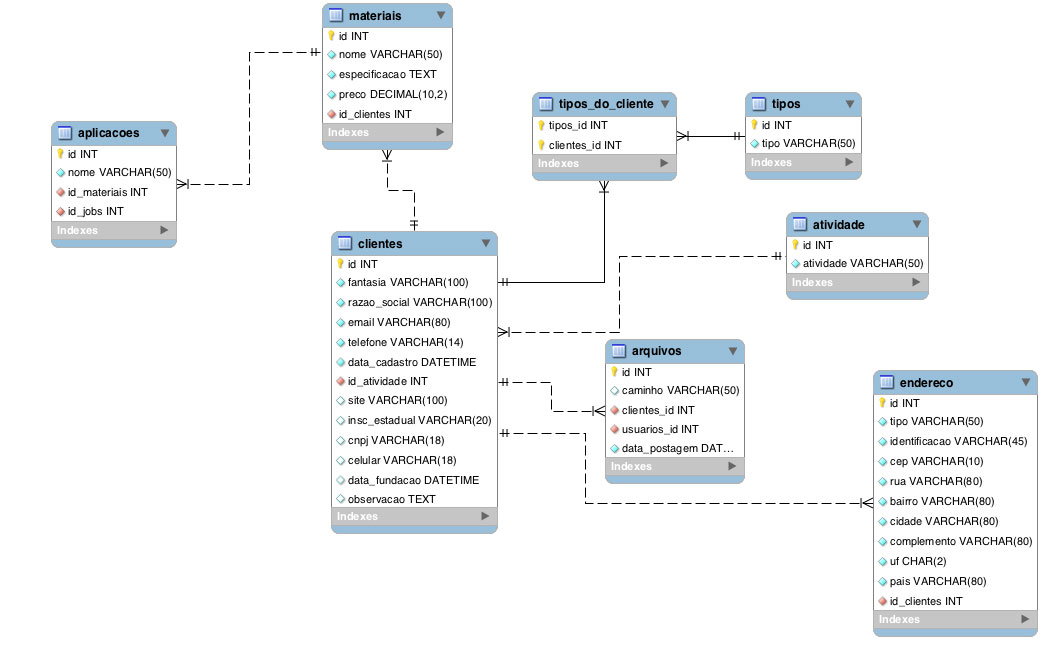 materiais
id INT
nome VARCHAR(50)
especificacao TEXT
preco DECIMAL(10,2)
id_clientes INT
Indexes
aplicacoes
id INT
nome VARCHAR(50)
id_materiais INT
id_jobs INT
Indexes
tipos_do_cliente
tipos_id INT
clientes_id INT
Indexes
tipos
id INT
tipo VARCHAR(50)
Indexes
clientes
id INT
fantasia VARCHAR(100)
razao_social VARCHAR(100)
email VARCHAR(80)
telefone VARCHAR(14)
data_cadastro DATETIME
id_atividade INT
site VARCHAR(100)
insc_estadual VARCHAR(20)
cnpj VARCHAR(18)
celular VARCHAR(18)
data_fundacao DATETIME
observacao TEXT
Indexes
atividade
id INT
atividade VARCHAR(50)
Indexes
arquivos
id INT
caminho VARCHAR(50)
clientes_id INT
usuarios_id INT
data_postagem DAT...
Indexes
endereco
id INT
tipo VARCHAR(50)
identificacao VARCHAR(45)
cep VARCHAR(10)
rua VARCHAR(80)
bairro VARCHAR(80)
cidade VARCHAR(80)
complemento VARCHAR(80)
uf CHAR(2)
pais VARCHAR(80)
id_clientes INT
Indexes